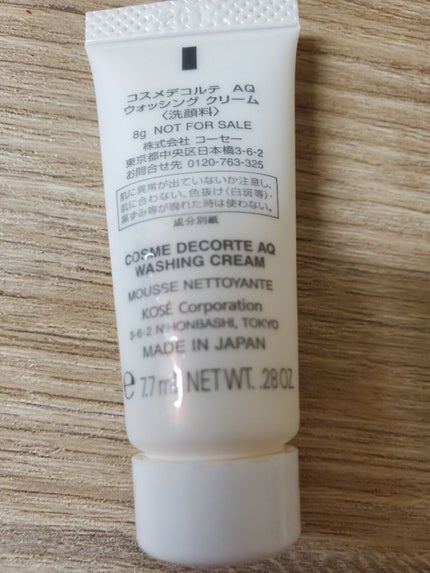 コスメデコルテ AQ
ウォッシング クリーム
〈洗顔料〉
8g NOT FOR SALE
株式会社 コーセー
東京都中央区日本橋3-6-2
お問合せ先 0120-763-325
肌に異常が出ていないか注意し、
肌に合わない、色抜け(白斑等)・
黒ずみ等が現れた時は使わない。
成分別紙
COSME DECORTE AQ
WASHING CREAM
MOUSSE NETTOYANTE
KOSÉ Corporation
3-6-2 NIHONBASHI, TOKYO
MADE IN JAPAN
e 7.7 mL NET WT. .28 OZ.